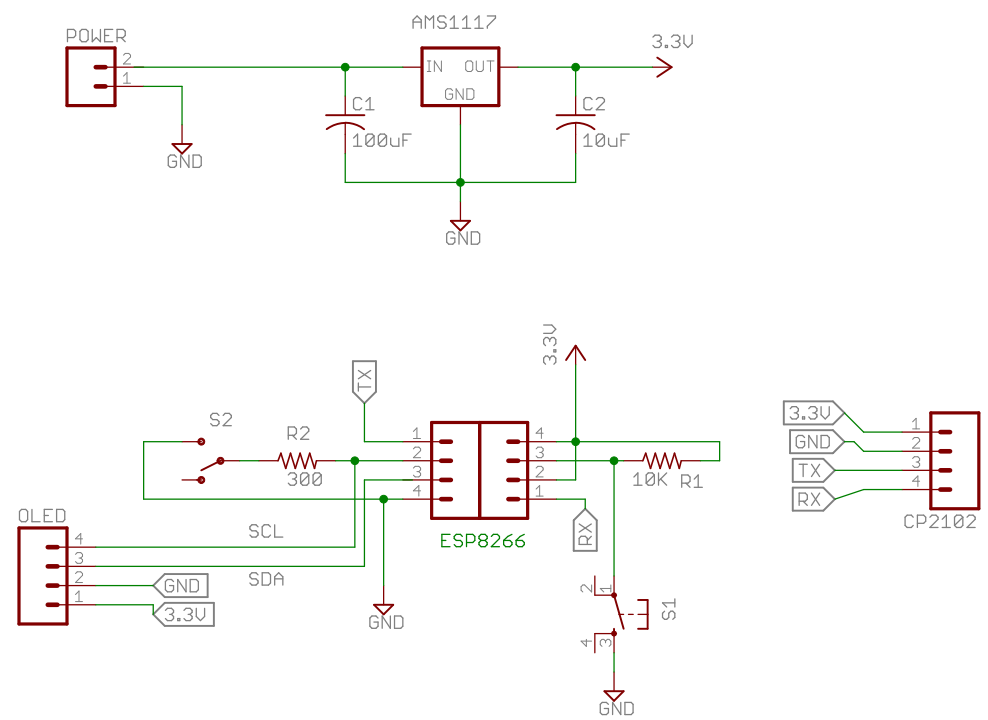 AMS1117
POWER
3.3V
2
IN
OUT
1
GND
C1
C2
100uF
10uF
GND
GND
3.3V
TX
3.3V
S2
1
GND
R2
1
4
2
2
3
TX
3
300
3
2
10K
R1
4
RX
4
1
OLED
CP2102
SCL
RX
4
ESP8266
3
SDA
2
GND
2
1
1
3.3V
S1
GND
4
3
GND